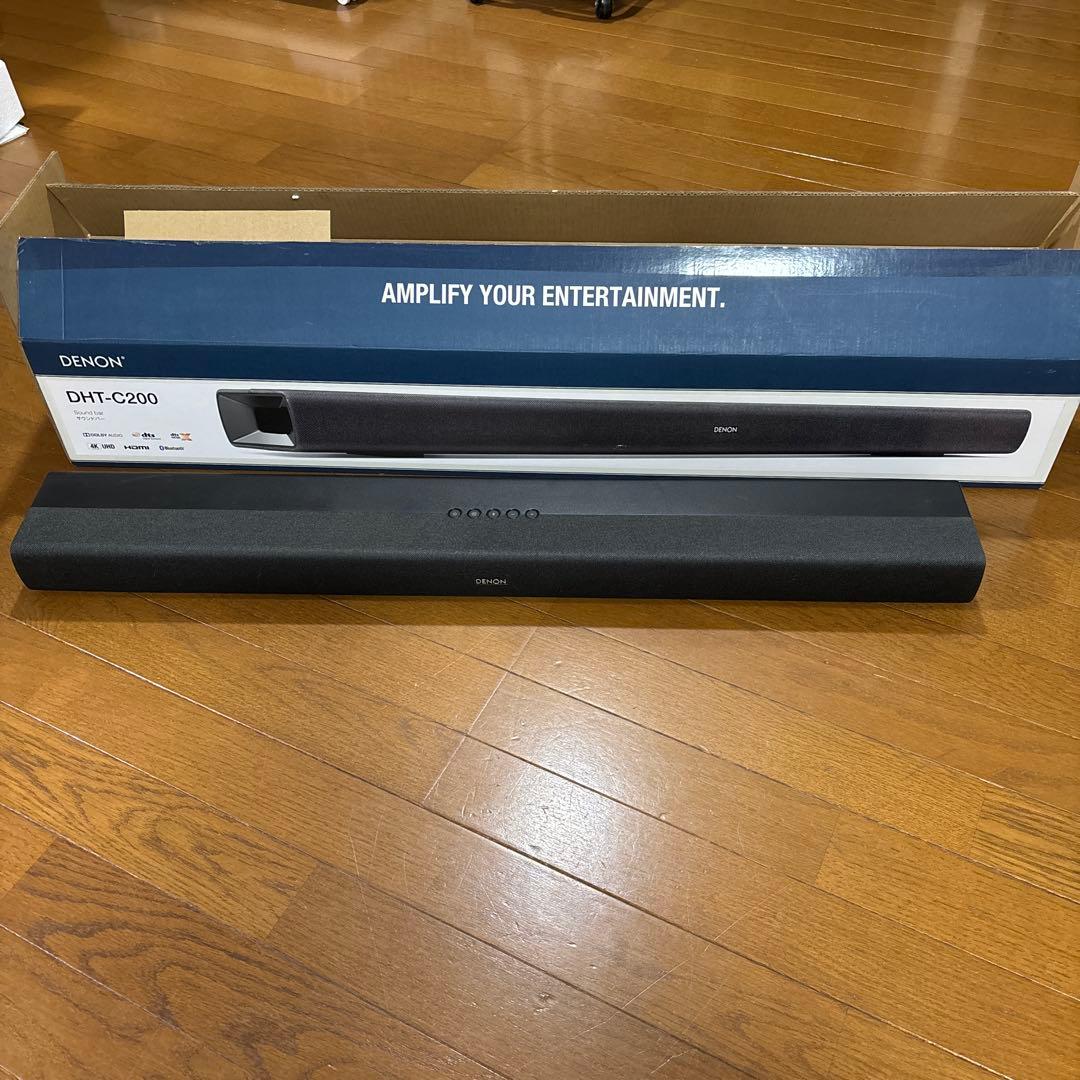 AMPLIFY YOUR ENTERTAINMENT.
DENON®
DHT-C200
Sound bar
サウンドバー
DOLBY AUDIO dts dts X
4K UHD HDMI Bluetooth
DENON
DENON